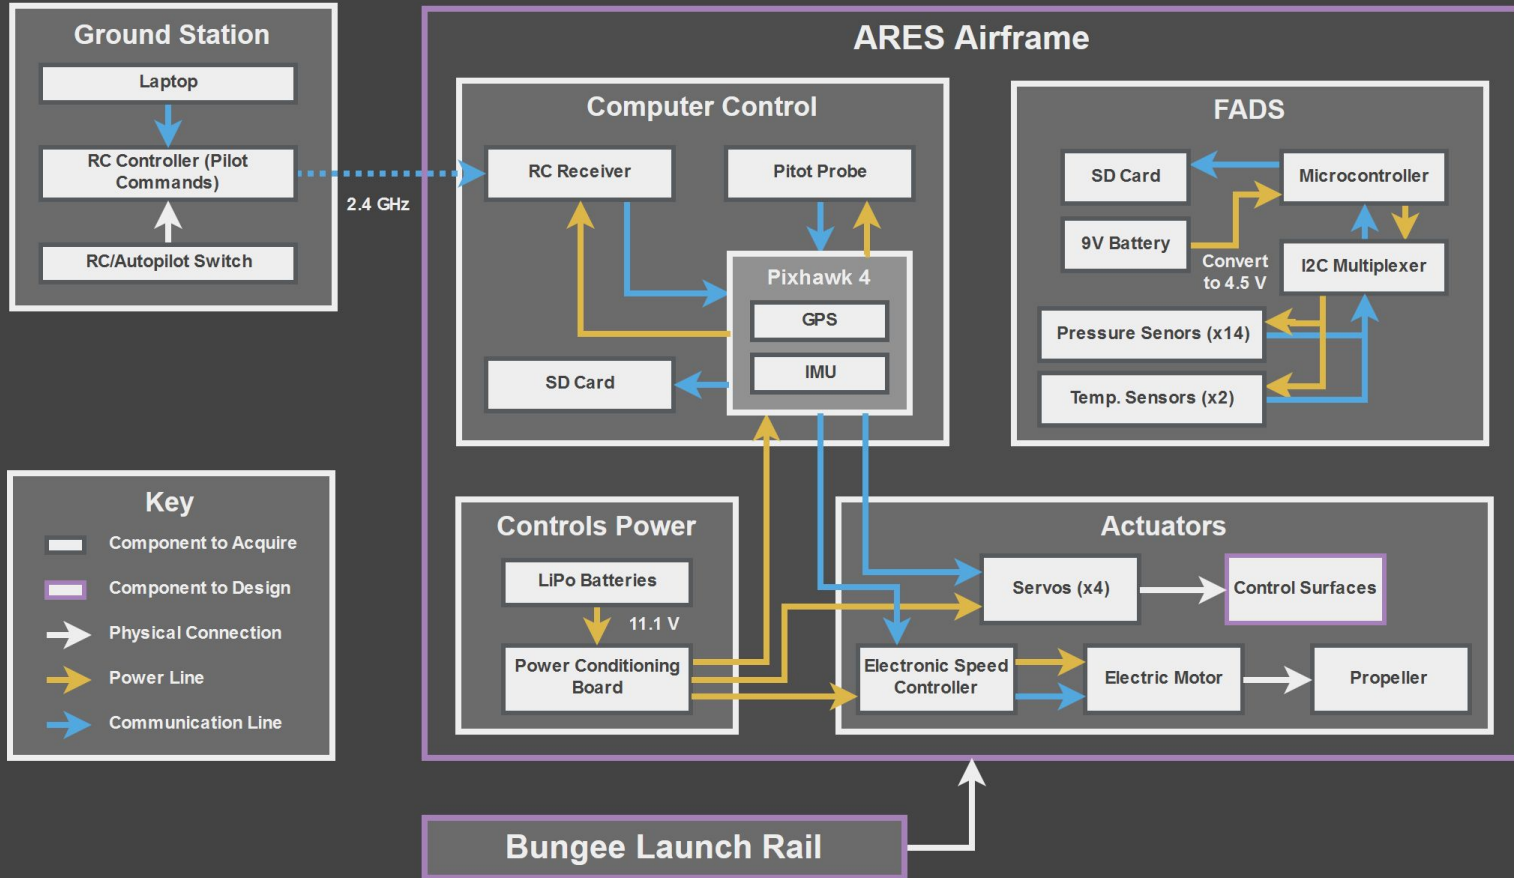 Ground Station
Laptop
RC Controller (Pilot
Commands)
RC/Autopilot Switch
2.4 GHz
ARES Airframe
Computer Control
RC Receiver
Pitot Probe
Pixhawk 4
GPS
IMU
SD Card
FADS
SD Card
Microcontroller
9V Battery
Convert
to 4.5 V
I2C Multiplexer
Pressure Senors (x14)
Temp. Sensors (x2)
Key
Component to Acquire
Component to Design
Physical Connection
Power Line
Communication Line
Controls Power
LiPo Batteries
11.1 V
Power Conditioning
Board
Actuators
Servos (x4)
Control Surfaces
Electronic Speed
Controller
Electric Motor
Propeller
Bungee Launch Rail